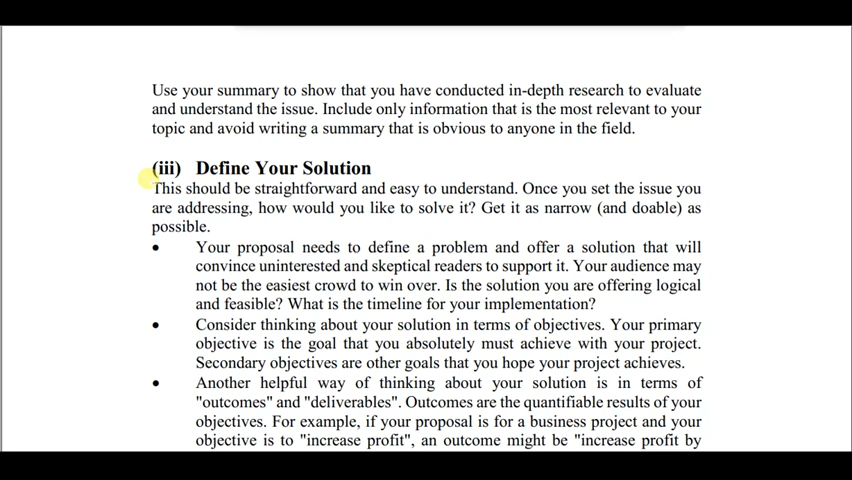 Use your summary to show that you have conducted in-depth research to evaluate
and understand the issue. Include only information that is the most relevant to your
topic and avoid writing a summary that is obvious to anyone in the field.
(iii) Define Your Solution
This should be straightforward and easy to understand. Once you set the issue you
are addressing, how would you like to solve it? Get it as narrow (and doable) as
possible.
• Your proposal needs to define a problem and offer a solution that will
convince uninterested and skeptical readers to support it. Your audience may
not be the easiest crowd to win over. Is the solution you are offering logical
and feasible? What is the timeline for your implementation?
• Consider thinking about your solution in terms of objectives. Your primary
objective is the goal that you absolutely must achieve with your project.
Secondary objectives are other goals that you hope your project achieves.
• Another helpful way of thinking about your solution is in terms of
"outcomes" and "deliverables". Outcomes are the quantifiable results of your
objectives. For example, if your proposal is for a business project and your
objective is to "increase profit", an outcome might be "increase profit by